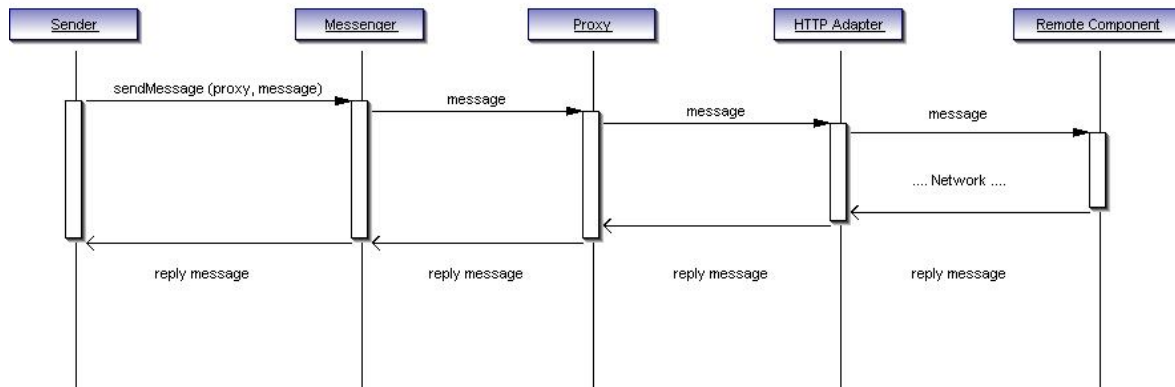 Sender
Messenger
Proxy
HTTP Adapter
Remote Component
sendMessage (proxy, message)
message
message
message
.... Network ....
reply message
reply message
reply message
reply message